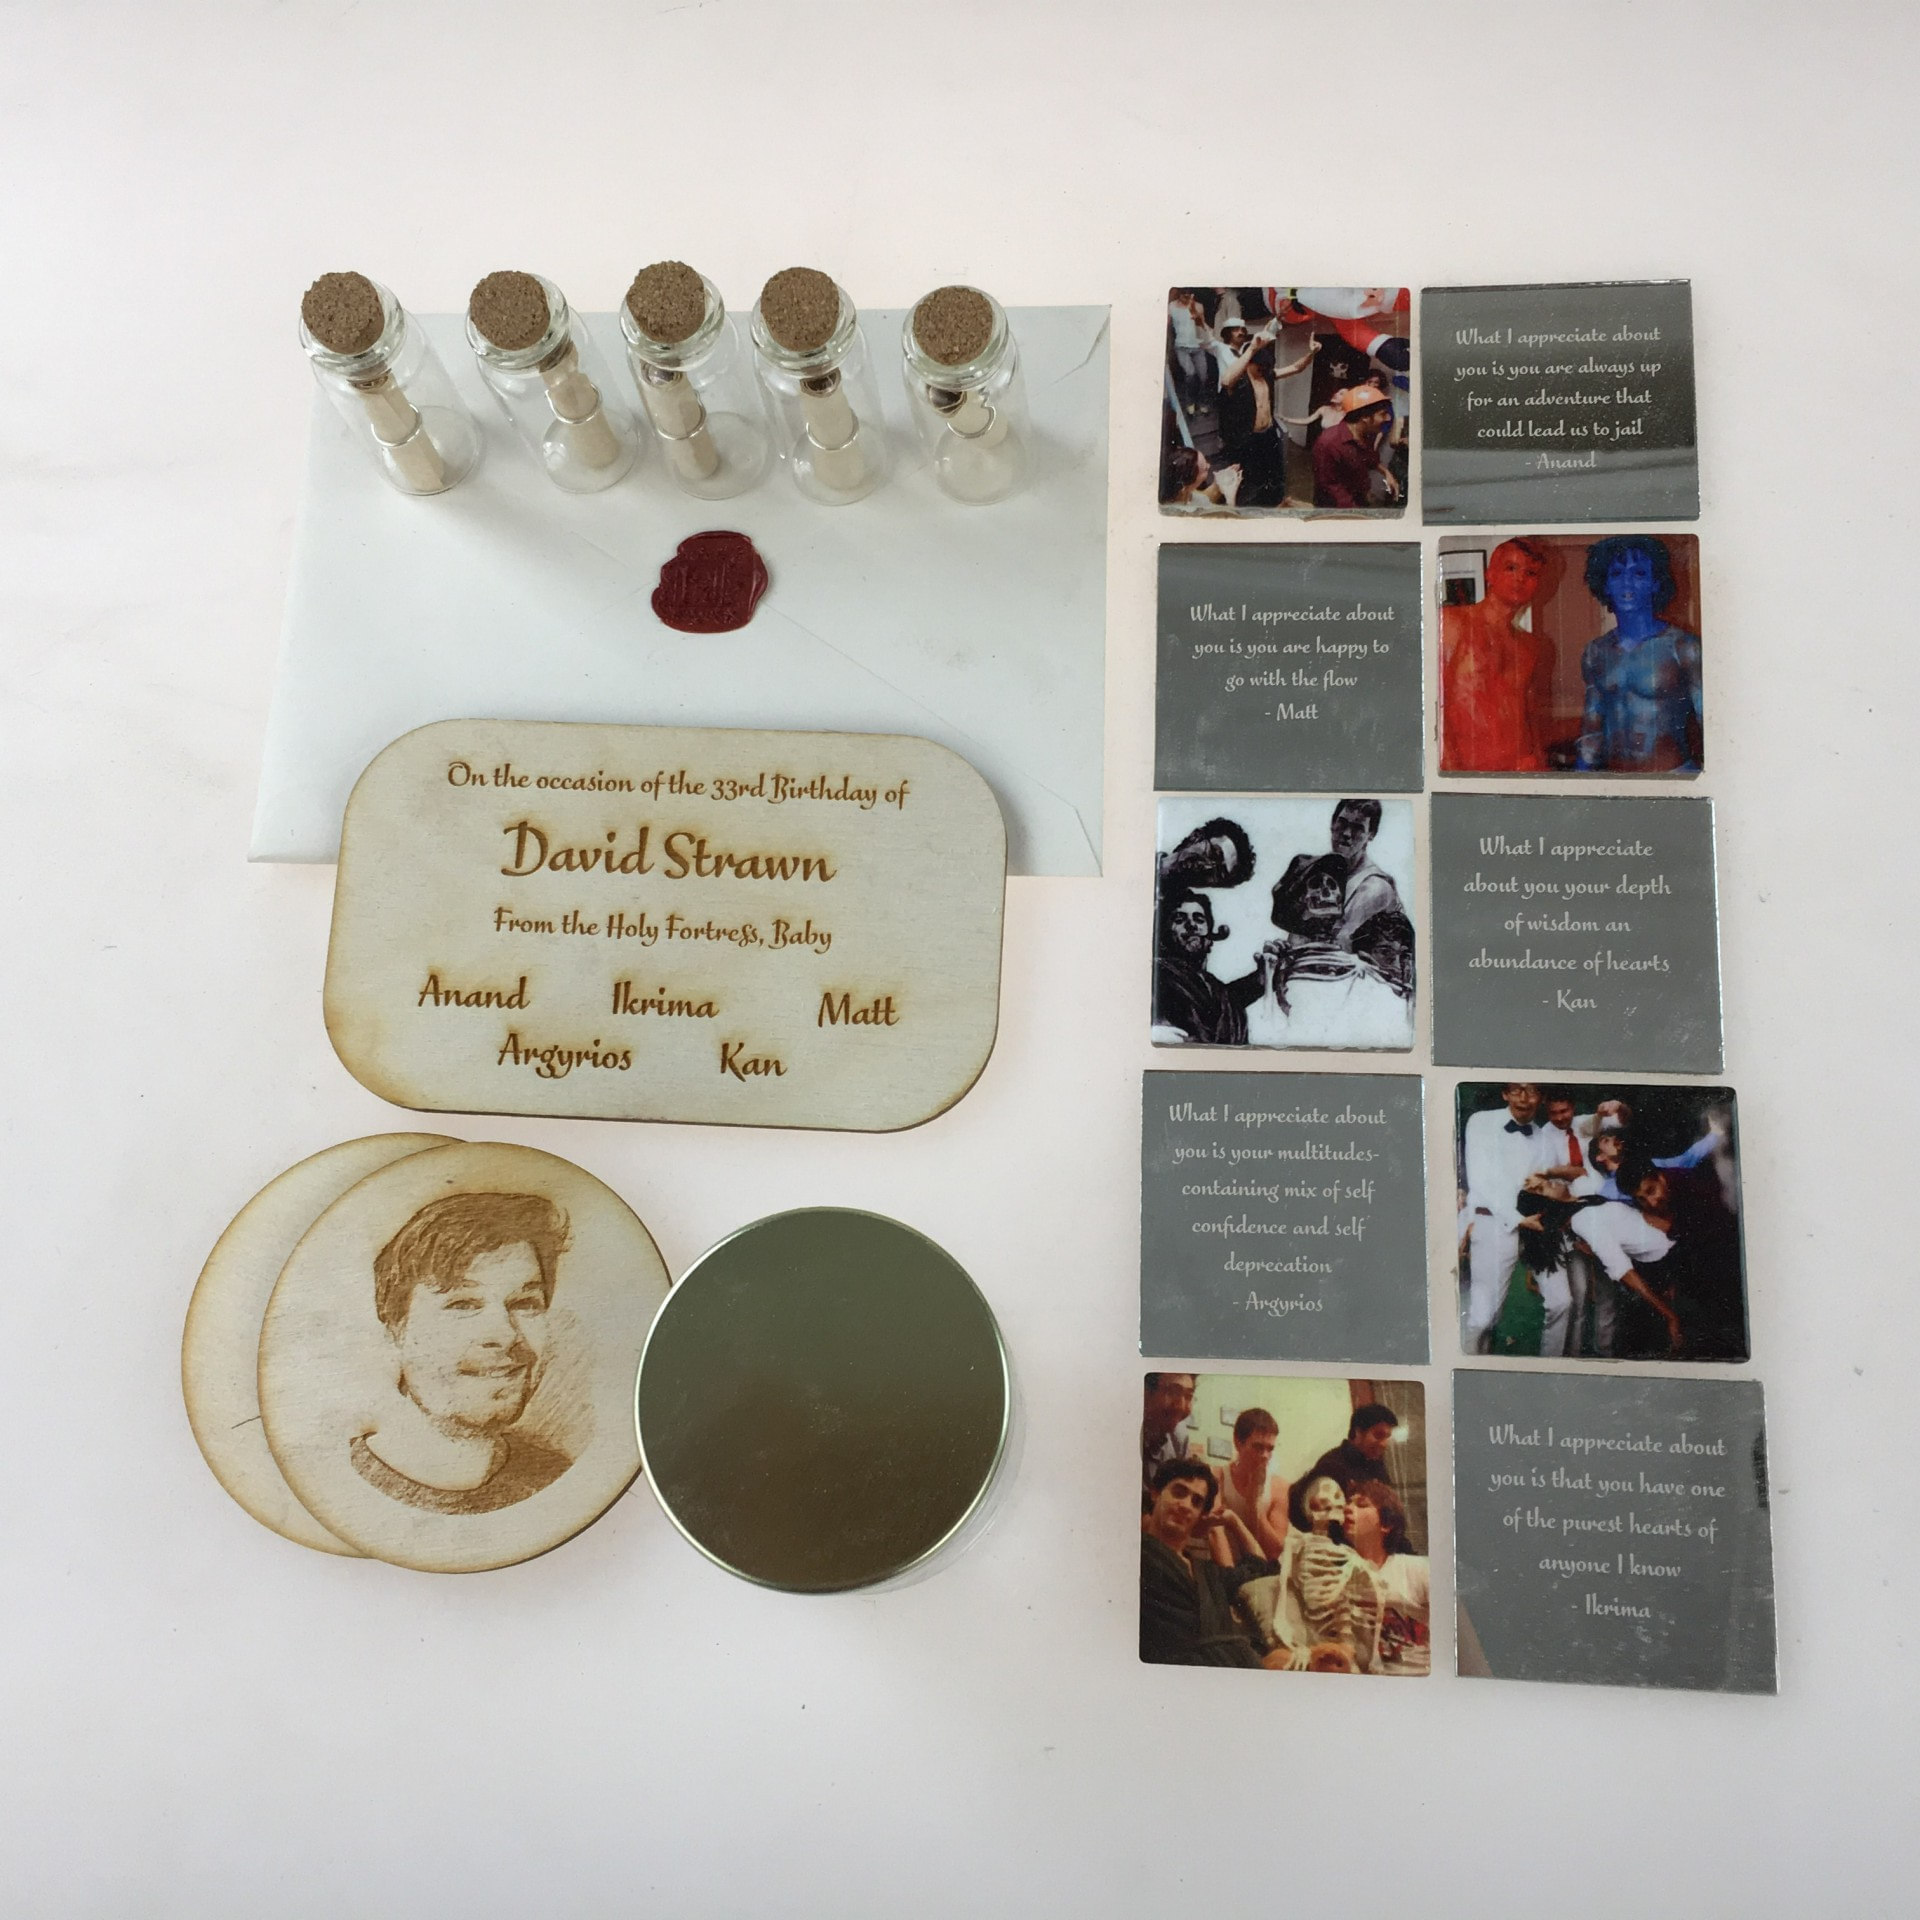 On the occasion of the 33rd Birthday of
David Strawn
From the Holy Fortress, Baby
Anand Ikrima Matt
Argyrios Kan
What I appreciate about
you is you are always up
for an adventure that
could lead us to jail
- Anand
What I appreciate about
you is you are happy to
go with the flow
- Matt
What I appreciate
about you your depth
of wisdom an
abundance of hearts
- Kan
What I appreciate about
you is your multitudes-
containing mix of self
confidence and self
deprecation
- Argyrios
What I appreciate about
you is that you have one
of the purest hearts of
anyone I know
- Ikrima